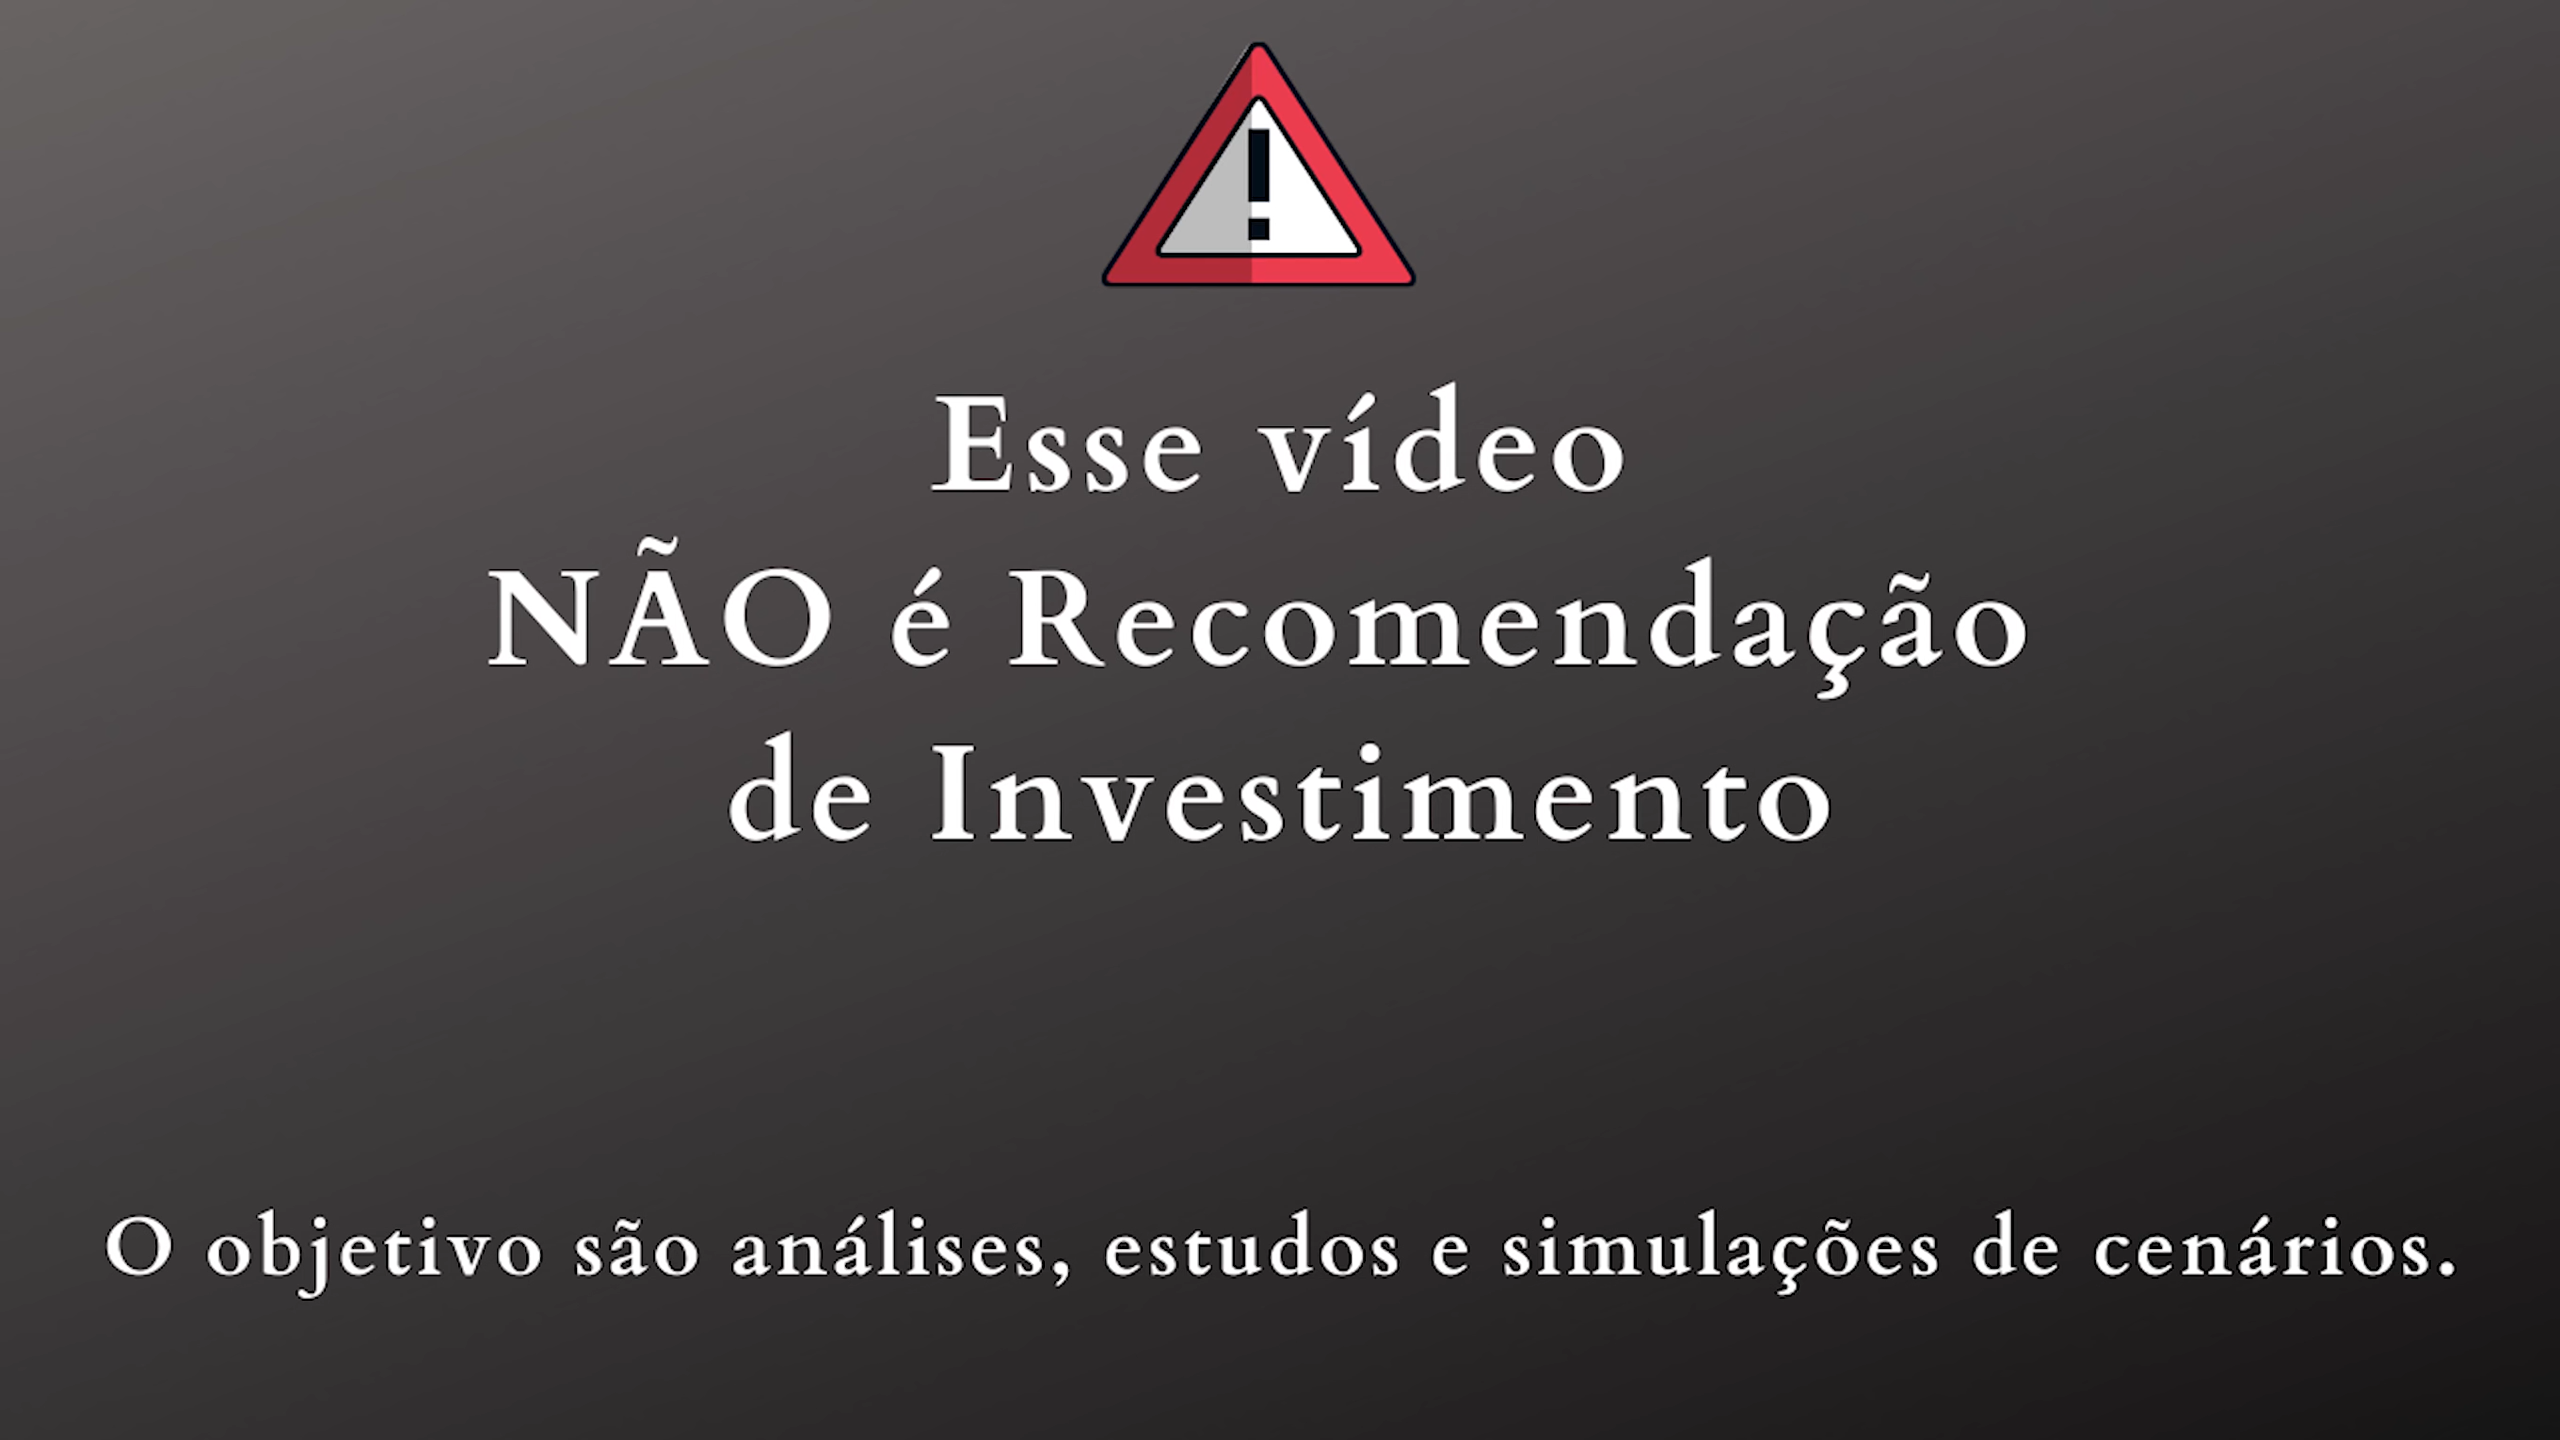 Esse vídeo
NÃO é Recomendação
de Investimento
O objetivo são análises, estudos e simulações de cenários.